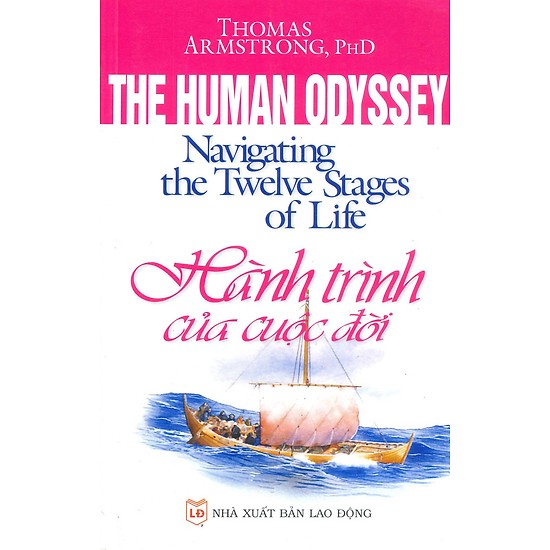 THOMAS
ARMSTRONG, PHD
THE HUMAN ODYSSEY
Navigating
the Twelve Stages
of Life
Hành trình
của cuộc đời
LĐ NHÀ XUẤT BẢN LAO ĐỘNG